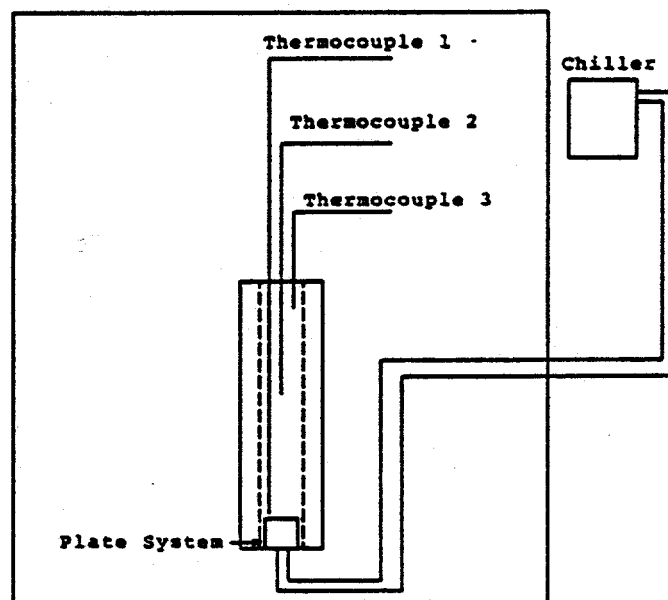 Thermocouple 1
Chiller
Thermocouple 2
Thermocouple 3
Plate System